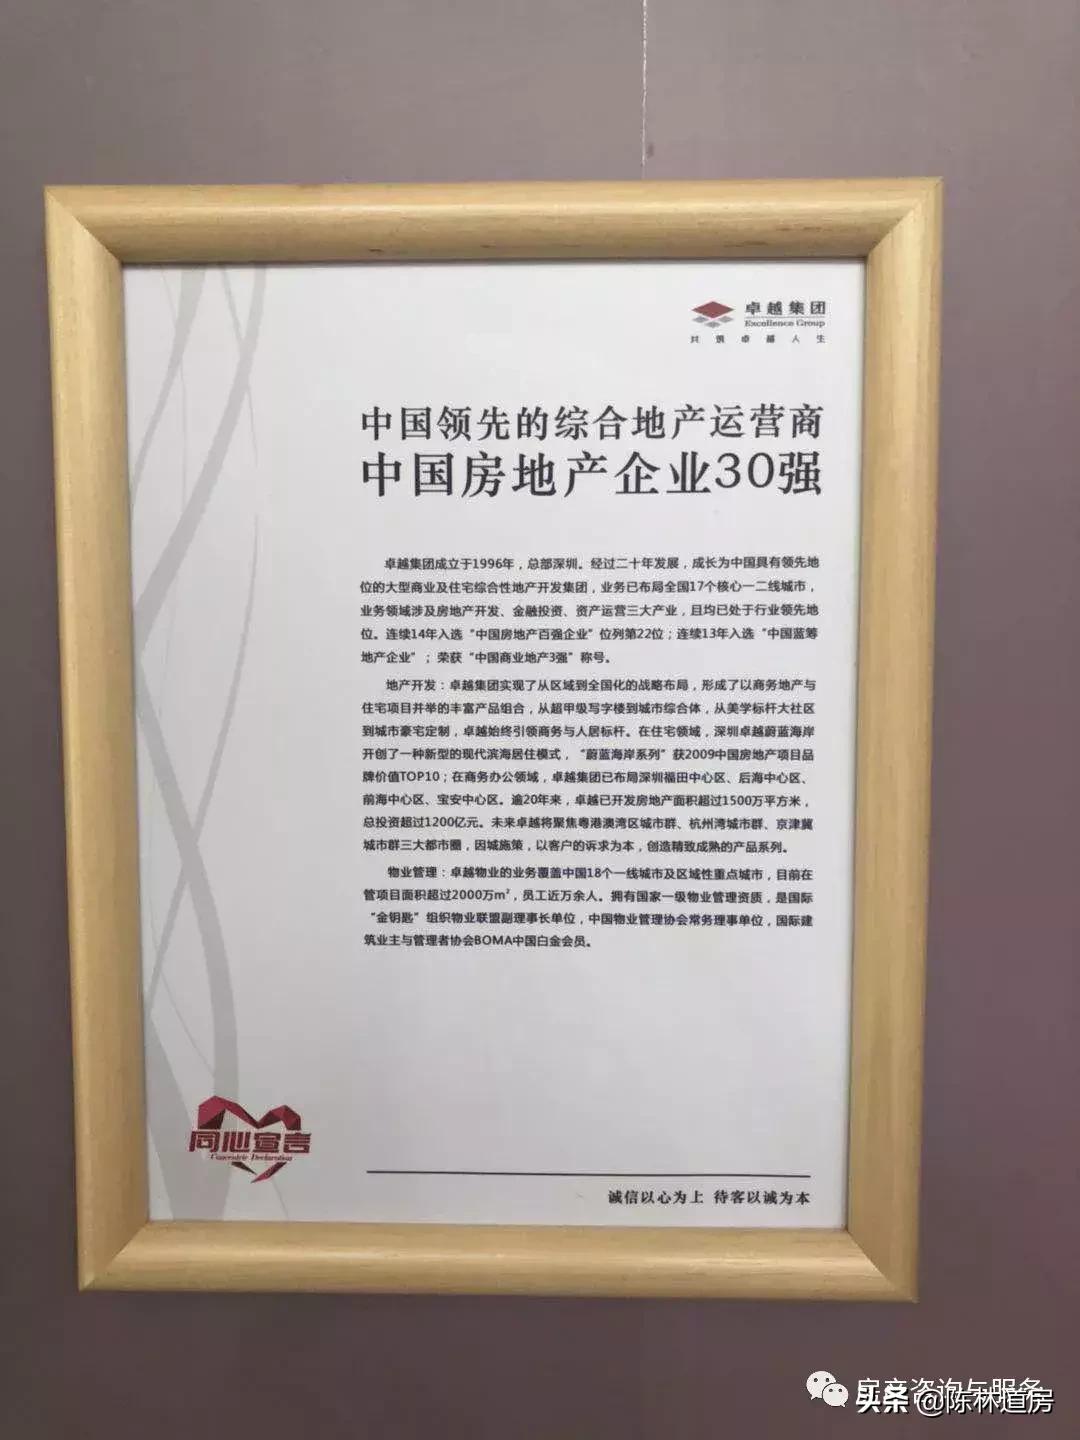 卓越集团
Excellence Group
共筑卓越人生
中国领先的综合地产运营商
中国房地产企业30强
卓越集团成立于1996年，总部深圳。经过二十年发展，成长为中国具有领先地
位的大型商业及住宅综合性地产开发集团，业务已布局全国17个核心一二线城市，
业务领域涉及房地产开发、金融投资、资产运营三大产业，且均已处于行业领先地
位。连续14年入选“中国房地产百强企业”位列第22位；连续13年入选“中国蓝筹
地产企业”；荣获“中国商业地产3强”称号。
地产开发：卓越集团实现了从区域到全国化的战略布局，形成了以商务地产与
住宅项目并举的丰富产品组合，从超甲级写字楼到城市综合体，从美学标杆大社区
到城市豪宅定制，卓越始终引领商务与人居标杆。在住宅领域，深圳卓越蔚蓝海岸
开创了一种新型的现代滨海居住模式，“蔚蓝海岸系列”获2009中国房地产项目品
牌价值TOP10；在商务办公领域，卓越集团已布局深圳福田中心区、后海中心区、
前海中心区、宝安中心区。逾20年来，卓越已开发房地产面积超过1500万平方米，
总投资超过1200亿元。未来卓越将聚焦粤港澳湾区城市群、杭州湾城市群、京津冀
城市群三大都市圈，因城施策，以客户的诉求为本，创造精致成熟的产品系列。
物业管理：卓越物业的业务覆盖中国18个一线城市及区域性重点城市，目前在
管项目面积超过2000万m²，员工近万余人。拥有国家一级物业管理资质，是国际
“金钥匙”组织物业联盟副理事长单位，中国物业管理协会常务理事单位，国际建
筑业主与管理者协会BOMA中国白金会员。
同心宣言
Concentric Declaration
诚信以心为上 待客以诚为本
房产咨询与服务
头条 @陈林道房